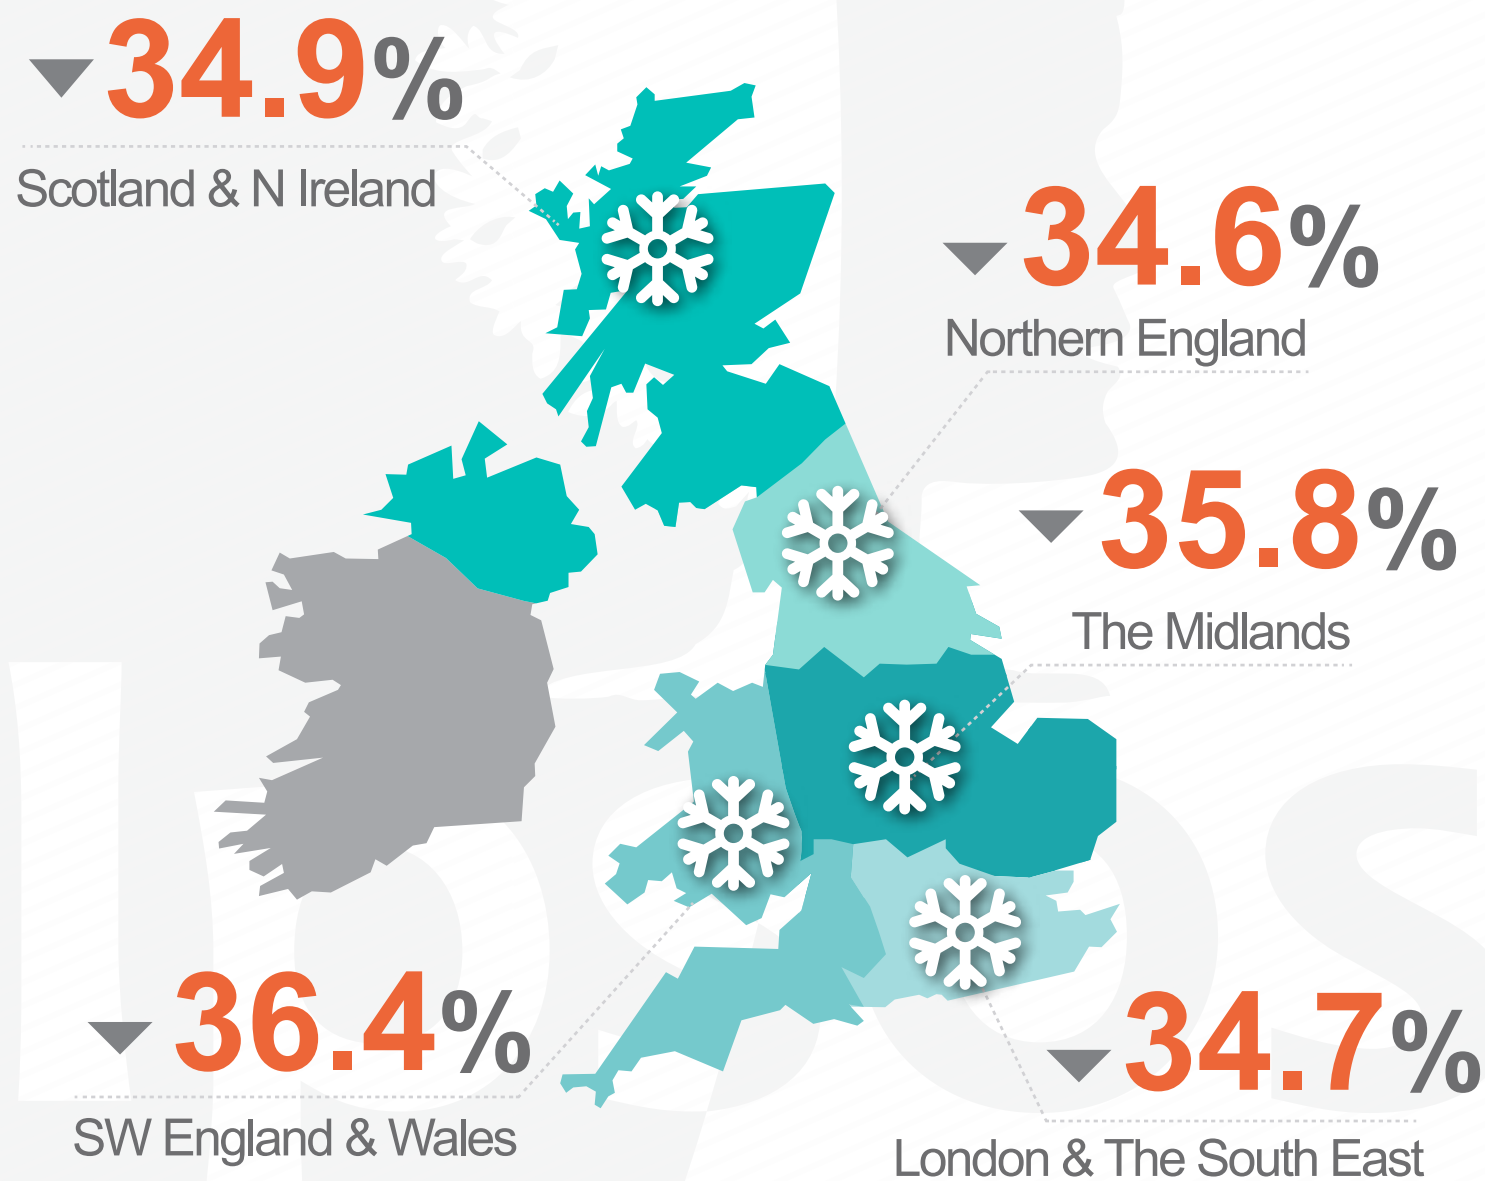 ▼34.9%
Scotland & N Ireland
▼34.6%
Northern England
▼35.8%
The Midlands
▼36.4%
SW England & Wales
▼34.7%
London & The South East
Ipsos